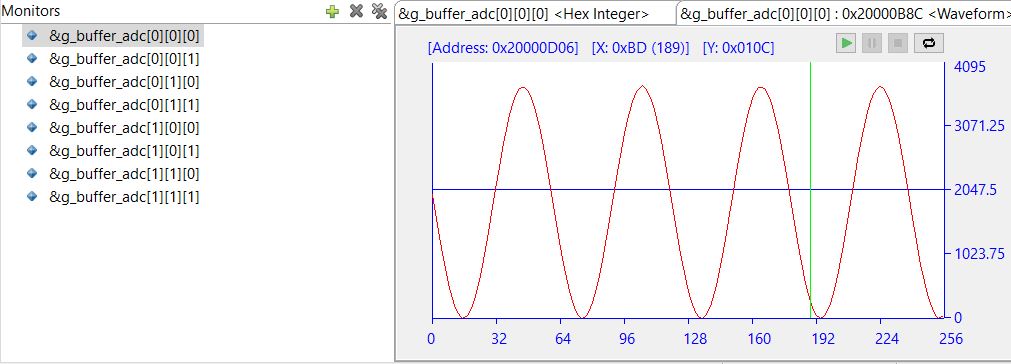 Monitors
&g_buffer_adc[0][0][0]
&g_buffer_adc[0][0][1]
&g_buffer_adc[0][1][0]
&g_buffer_adc[0][1][1]
&g_buffer_adc[1][0][0]
&g_buffer_adc[1][0][1]
&g_buffer_adc[1][1][0]
&g_buffer_adc[1][1][1]
&g_buffer_adc[0][0][0] <Hex Integer>
&g_buffer_adc[0][0][0] : 0x20000B8C <Waveform>
[Address: 0x20000D06] [X: 0xBD (189)] [Y: 0x010C]
4095
3071.25
2047.5
1023.75
0
0 32 64 96 128 160 192 224 256